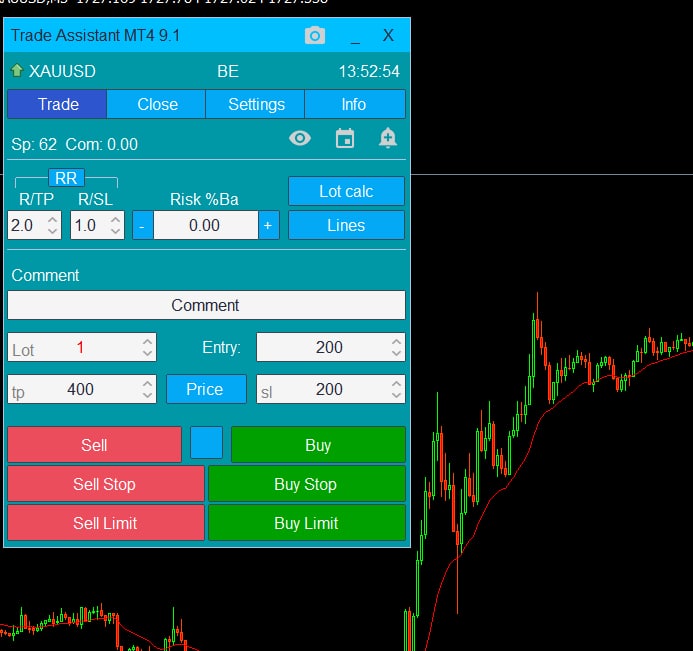 Trade Assistant MT4 9.1 _ X
XAUUSD BE 13:52:54
Trade Close Settings Info
Sp: 62 Com: 0.00
RR
R/TP R/SL Risk %Ba Lot calc
2.0 1.0 - 0.00 + Lines
Comment
Comment
Lot 1 Entry: 200
tp 400 Price sl 200
Sell Buy
Sell Stop Buy Stop
Sell Limit Buy Limit